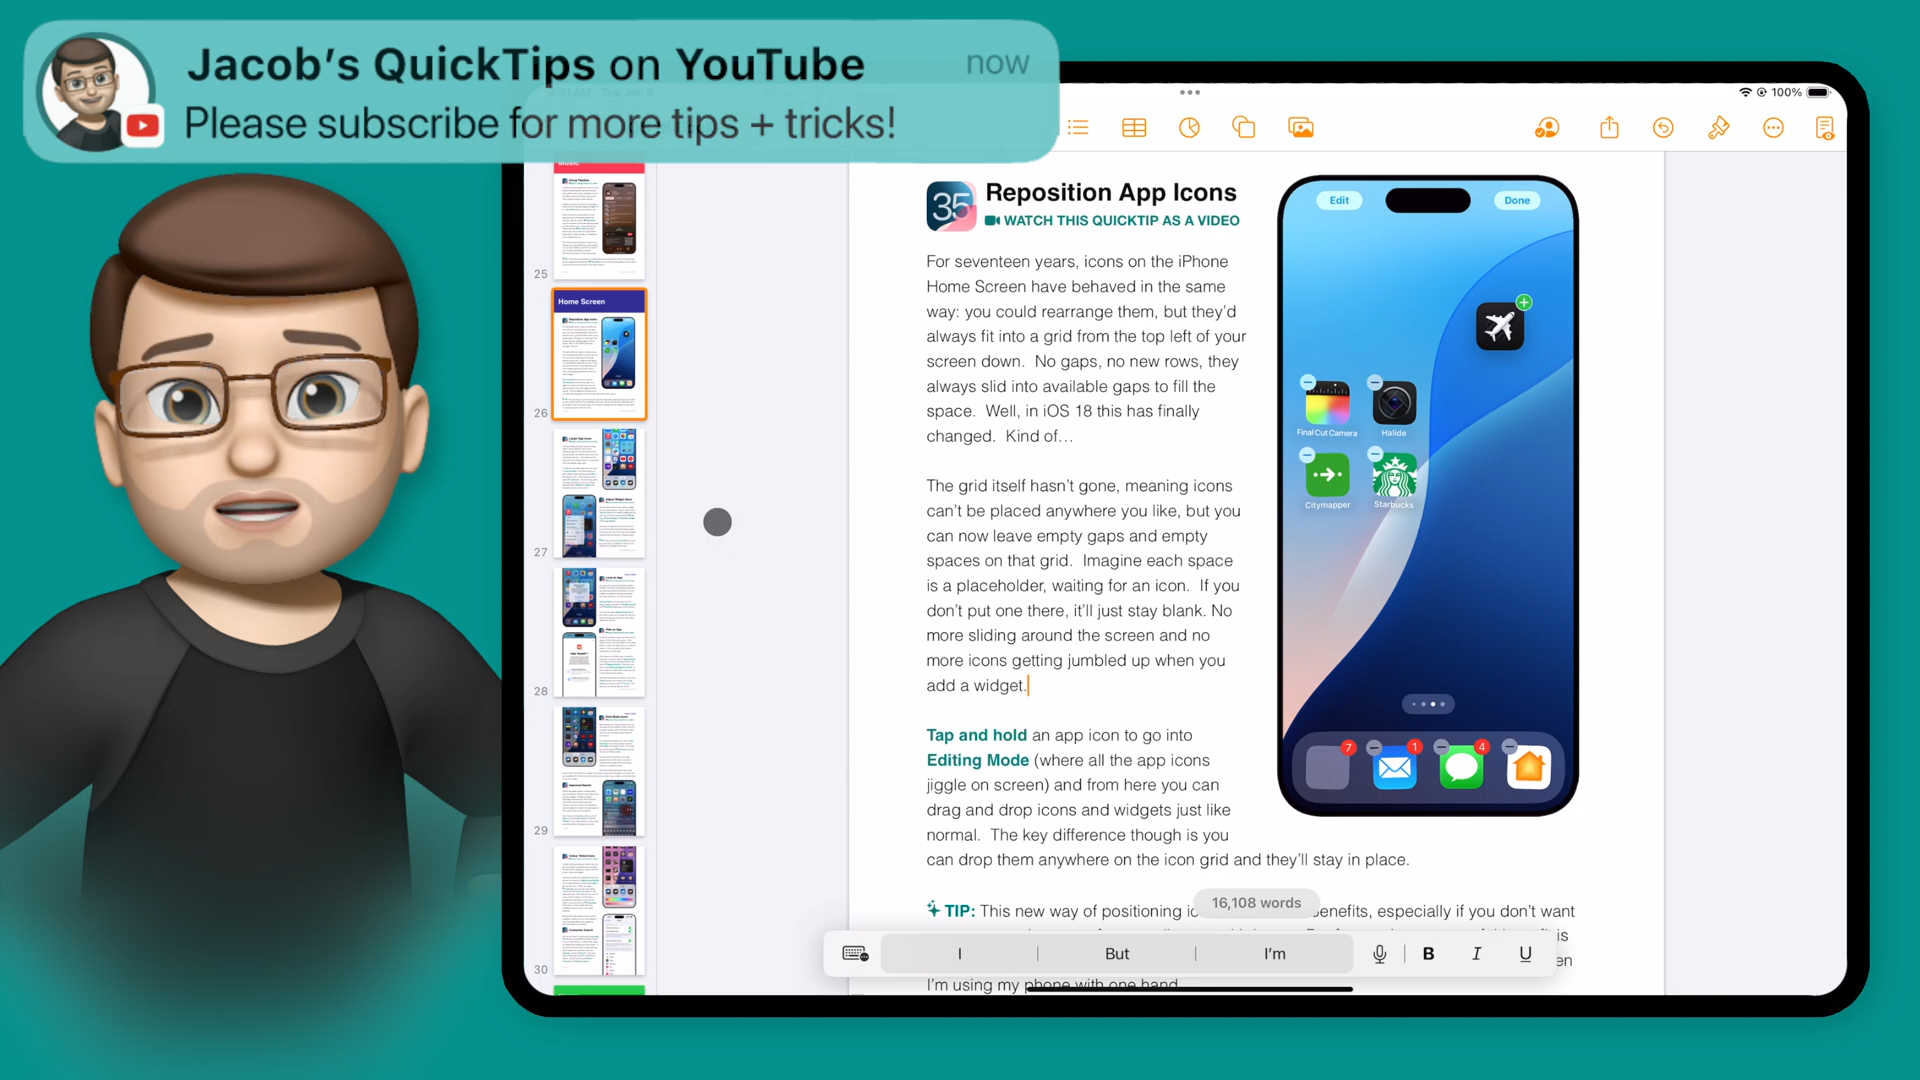 Jacob's QuickTips on YouTube
now
Please subscribe for more tips + tricks!
100%
25
Home Screen
26
27
28
29
30
35
Reposition App Icons
WATCH THIS QUICKTIP AS A VIDEO
For seventeen years, icons on the iPhone
Home Screen have behaved in the same
way: you could rearrange them, but they'd
always fit into a grid from the top left of your
screen down. No gaps, no new rows, they
always slid into available gaps to fill the
space. Well, in iOS 18 this has finally
changed. Kind of…
The grid itself hasn't gone, meaning icons
can't be placed anywhere you like, but you
can now leave empty gaps and empty
spaces on that grid. Imagine each space
is a placeholder, waiting for an icon. If you
don't put one there, it'll just stay blank. No
more sliding around the screen and no
more icons getting jumbled up when you
add a widget.
Tap and hold an app icon to go into
Editing Mode (where all the app icons
jiggle on screen) and from here you can
drag and drop icons and widgets just like
normal. The key difference though is you
can drop them anywhere on the icon grid and they'll stay in place.
TIP: This new way of positioning
benefits, especially if you don't want
is
I'm using my phone with one hand
16,108 words
I
But
I'm
B
I
U
Edit
Done
Final Cut Camera
Halide
Citymapper
Starbucks
7
1
4